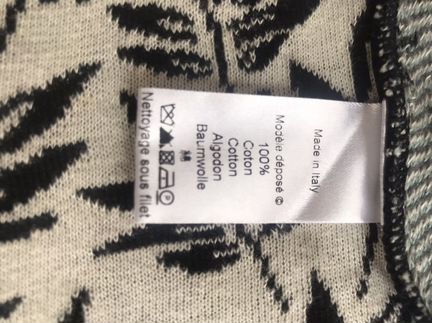 Made in Italy
Modèle déposé ©
100%
Coton
Cotton
Algodon
Baumwolle
M
Nettoyage sous filet